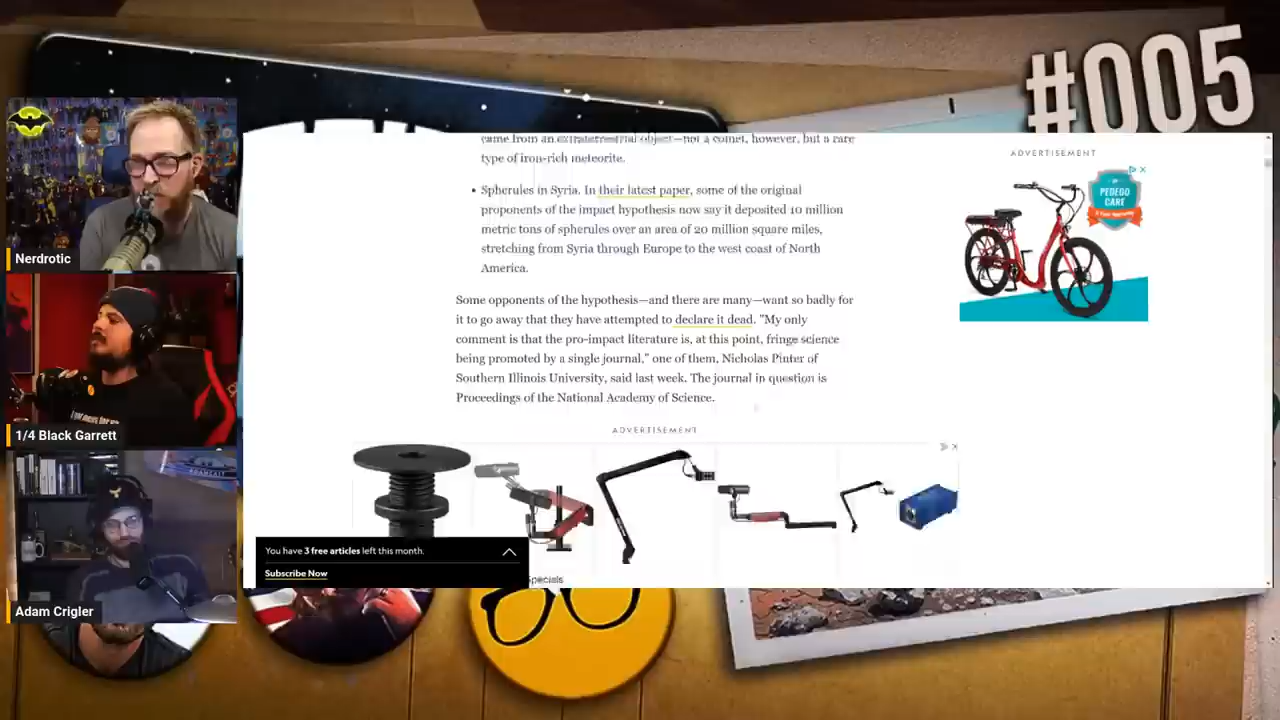 #005
came from an extraterrestrial object—not a comet, however, but a rare
type of iron-rich meteorite.
• Spherules in Syria. In their latest paper, some of the original
proponents of the impact hypothesis now say it deposited 10 million
metric tons of spherules over an area of 20 million square miles,
stretching from Syria through Europe to the west coast of North
America.
Some opponents of the hypothesis—and there are many—want so badly for
it to go away that they have attempted to declare it dead. "My only
comment is that the pro-impact literature is, at this point, fringe science
being promoted by a single journal," one of them, Nicholas Pinter of
Southern Illinois University, said last week. The journal in question is
Proceedings of the National Academy of Science.
ADVERTISEMENT
ADVERTISEMENT
PEDEGO
CARE
You have 3 free articles left this month.
Subscribe Now
Specials
Nerdrotic
1/4 Black Garrett
Adam Crigler